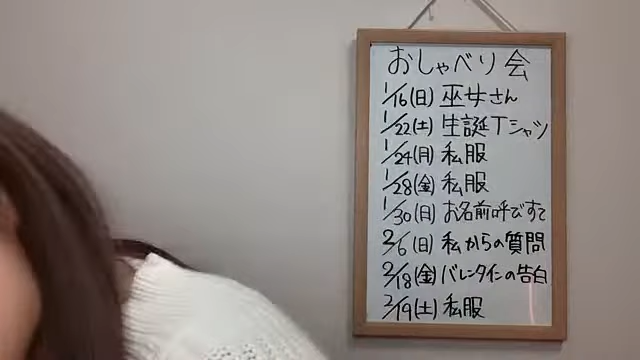 おしゃべり会
1/16(日) 巫女さん
1/22(土) 生誕Tシャツ
1/24(月) 私服
1/28(金) 私服
1/30(日) お名前呼びすて
2/6(日) 私からの質問
2/18(金) バレンタインの告白
2/19(土) 私服